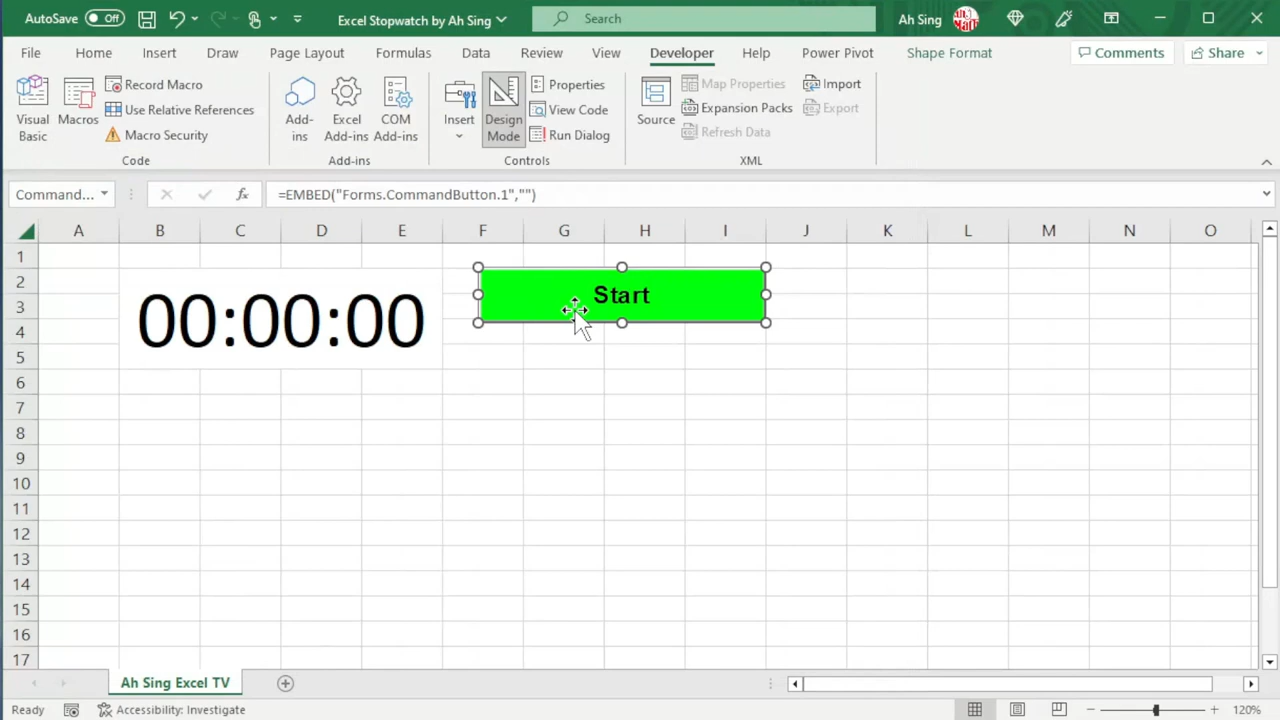 AutoSave Off Excel Stopwatch by Ah Sing Search Ah Sing
File Home Insert Draw Page Layout Formulas Data Review View Developer Help Power Pivot Shape Format Comments Share
Visual Basic
Macros
Record Macro
Use Relative References
Macro Security
Code
Add-ins
Excel Add-ins
COM Add-ins
Add-ins
Insert
Design Mode
Properties
View Code
Run Dialog
Controls
Source
Map Properties
Expansion Packs
Refresh Data
Import
Export
XML
Command... fx =EMBED("Forms.CommandButton.1","")
A B C D E F G H I J K L M N O
1
2
3
4
5
6
7
8
9
10
11
12
13
14
15
16
17
00:00:00
Start
Ah Sing Excel TV
Ready Accessibility: Investigate 120%